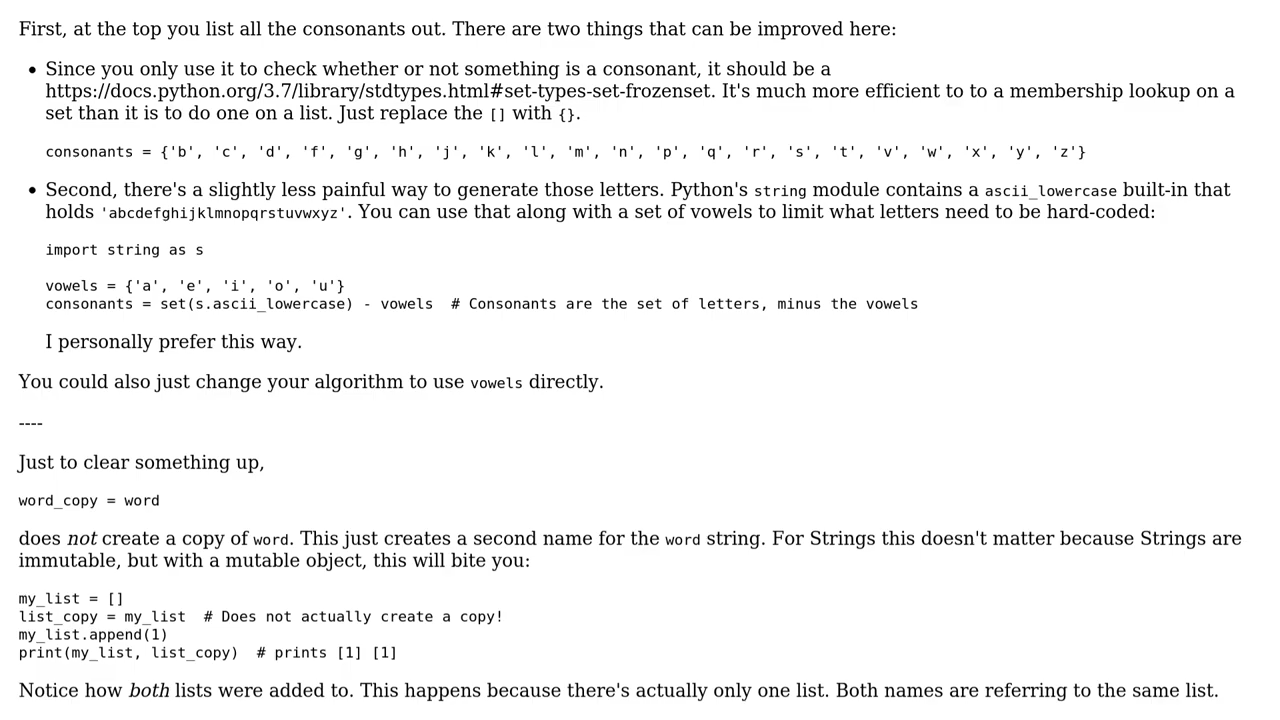 First, at the top you list all the consonants out. There are two things that can be improved here:
• Since you only use it to check whether or not something is a consonant, it should be a
https://docs.python.org/3.7/library/stdtypes.html#set-types-set-frozenset. It's much more efficient to to a membership lookup on a
set than it is to do one on a list. Just replace the [] with {}.
consonants = {'b', 'c', 'd', 'f', 'g', 'h', 'j', 'k', 'l', 'm', 'n', 'p', 'q', 'r', 's', 't', 'v', 'w', 'x', 'y', 'z'}
• Second, there's a slightly less painful way to generate those letters. Python's string module contains a ascii_lowercase built-in that
holds 'abcdefghijklmnopqrstuvwxyz'. You can use that along with a set of vowels to limit what letters need to be hard-coded:
import string as s
vowels = {'a', 'e', 'i', 'o', 'u'}
consonants = set(s.ascii_lowercase) - vowels  # Consonants are the set of letters, minus the vowels
I personally prefer this way.
You could also just change your algorithm to use vowels directly.
----
Just to clear something up,
word_copy = word
does not create a copy of word. This just creates a second name for the word string. For Strings this doesn't matter because Strings are
immutable, but with a mutable object, this will bite you:
my_list = []
list_copy = my_list  # Does not actually create a copy!
my_list.append(1)
print(my_list, list_copy)  # prints [1] [1]
Notice how both lists were added to. This happens because there's actually only one list. Both names are referring to the same list.